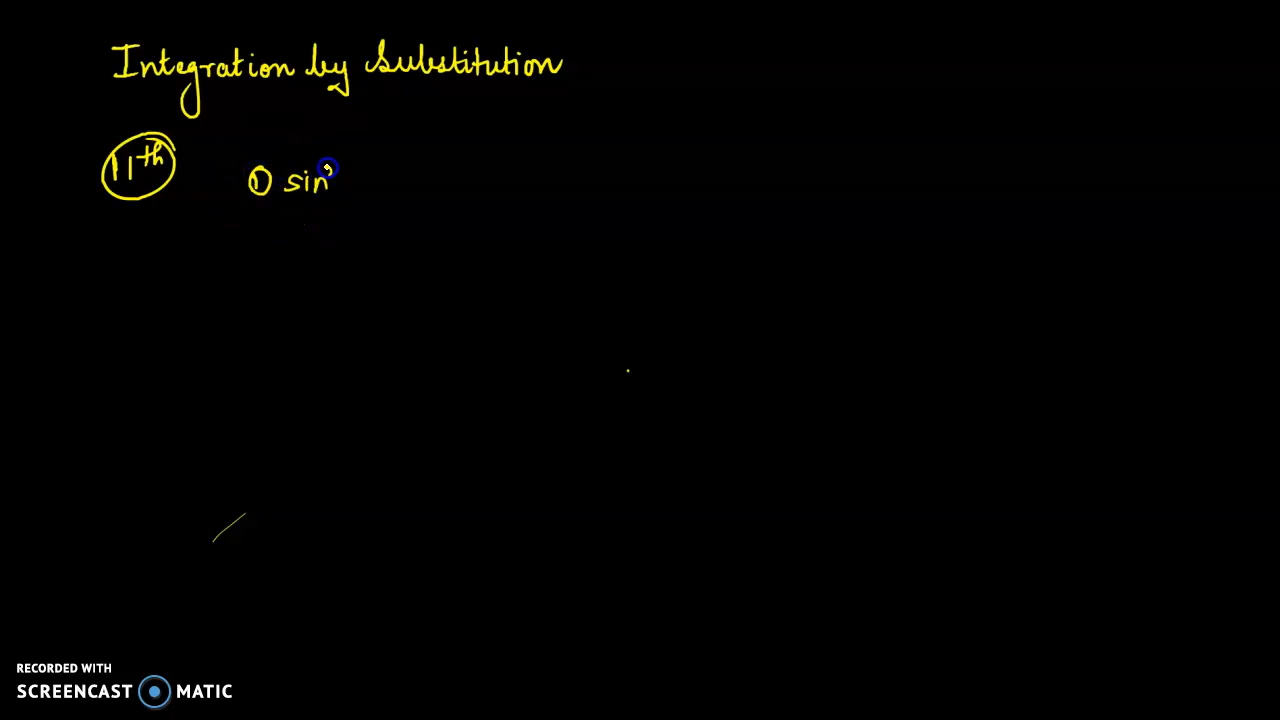 Integration by Substitution
11th ① sin
RECORDED WITH
SCREENCAST MATIC